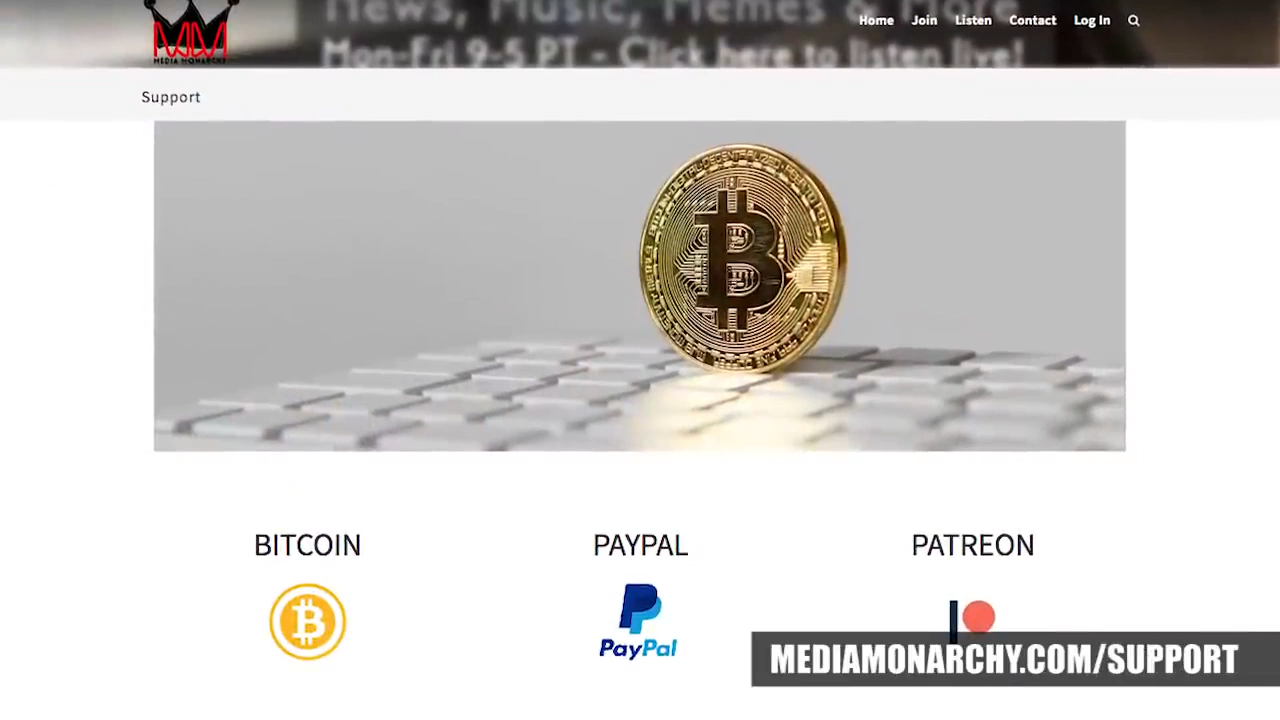 News, Music, Memes & More
Home Join Listen Contact Log In
MEDIA MONARCHY
Mon-Fri 9-5 PT - Click here to listen live!
Support
BITCOIN
PAYPAL
PATREON
PayPal
MEDIAMONARCHY.COM/SUPPORT